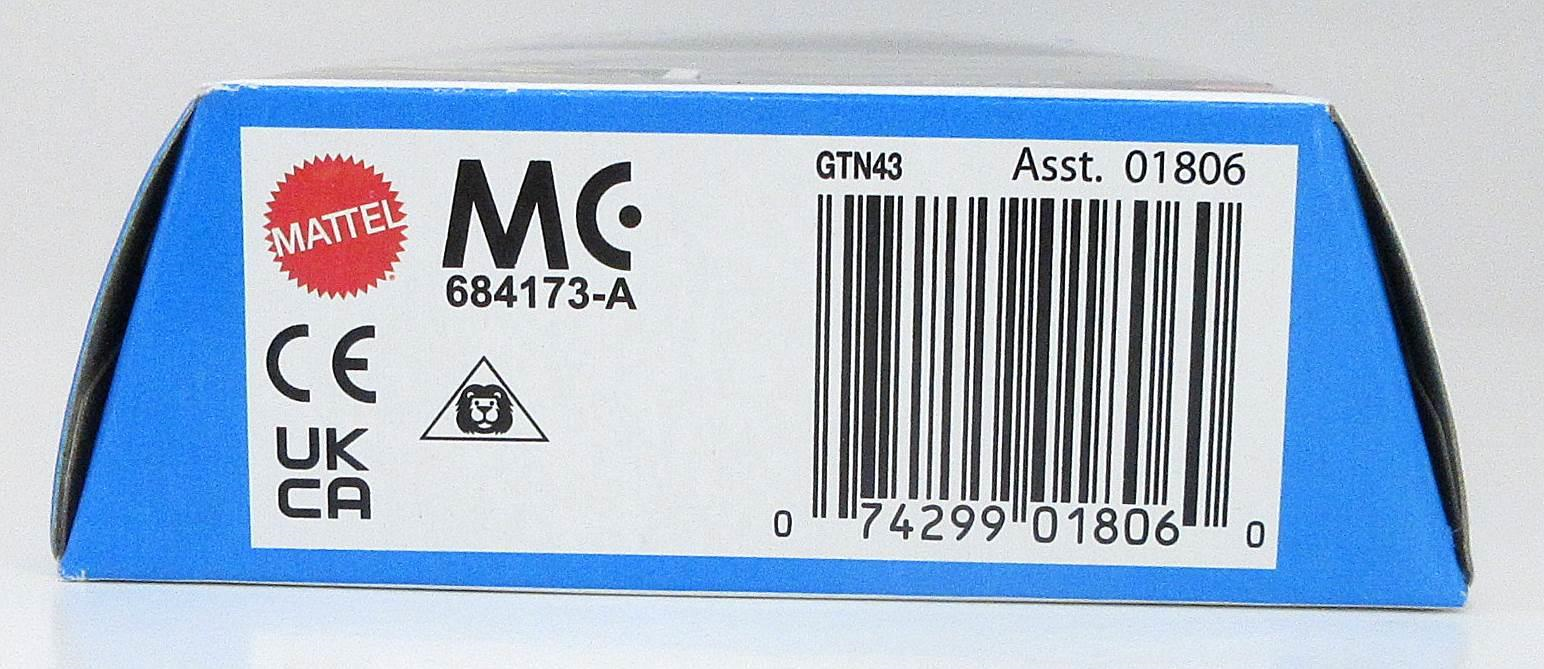 MATTEL
MC
684173-A
CE
UK
CA
GTN43 Asst. 01806
0 74299 01806 0